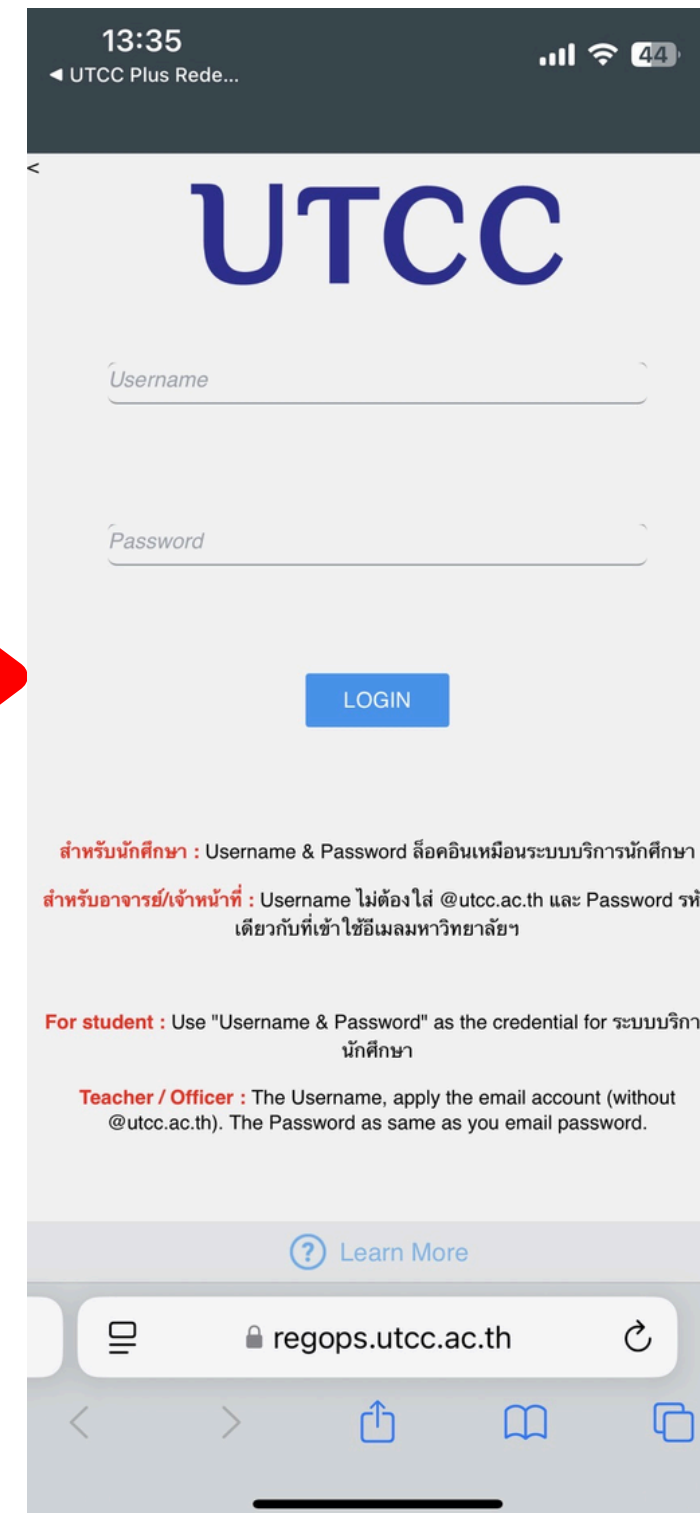 13:35
44
◀ UTCC Plus Rede...
<
UTCC
Username
Password
LOGIN
สำหรับนักศึกษา : Username & Password ล็อคอินเหมือนระบบบริการนักศึกษา
สำหรับอาจารย์/เจ้าหน้าที่ : Username ไม่ต้องใส่ @utcc.ac.th และ Password รหั
เดียวกับที่เข้าใช้อีเมลมหาวิทยาลัยฯ
For student : Use "Username & Password" as the credential for ระบบบริกา
นักศึกษา
Teacher / Officer : The Username, apply the email account (without
@utcc.ac.th). The Password as same as you email password.
? Learn More
regops.utcc.ac.th